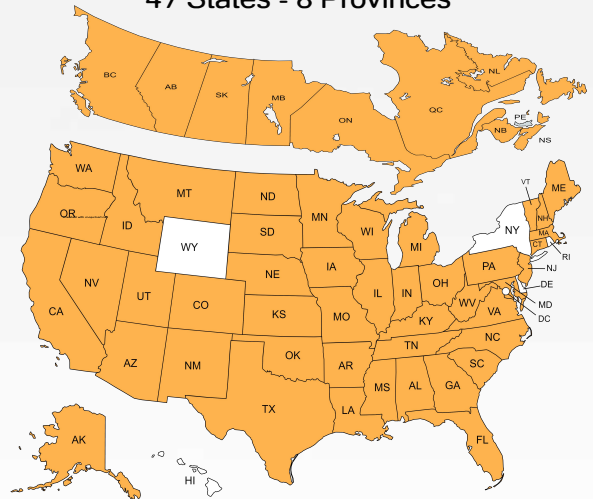 47 States - 8 Provinces
BC
AB
SK
MB
ON
QC
NL
PE
NB
NS
WA
OR
ID
MT
ND
MN
WI
MI
NY
VT
NH
ME
MA
CT
RI
WY
SD
IA
NE
NV
UT
CO
CA
KS
MO
IL
IN
OH
PA
NJ
DE
MD
DC
WV
VA
KY
NC
TN
AZ
NM
OK
AR
SC
MS
AL
GA
TX
LA
FL
AK
HI